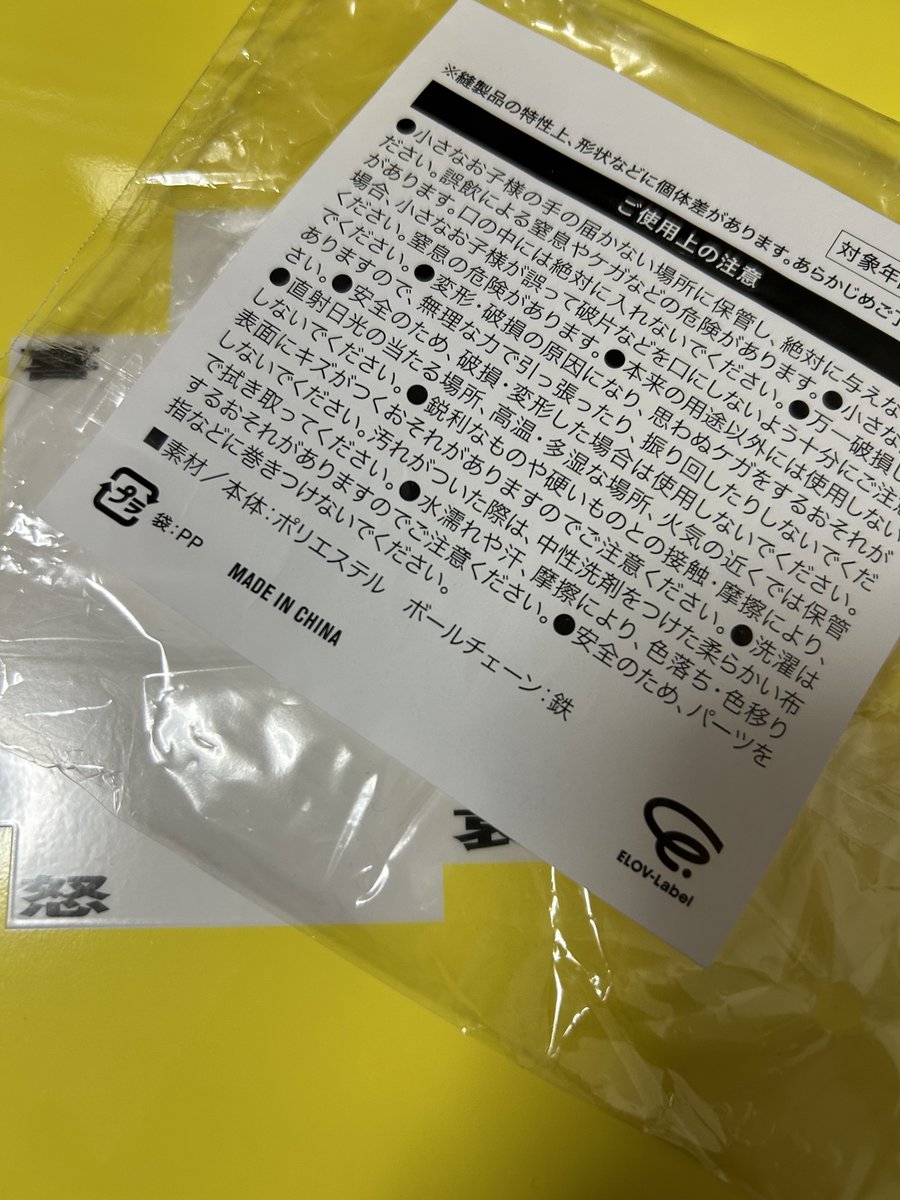 ※縫製品の特性上、形状などに個体差があります。あらかじめご了
対象年
ご使用上の注意
●小さなお子様の手の届かない場所に保管し、絶対に与えな
ださい。誤飲による窒息やケガなどの危険があります。●小さな
があります。口の中には絶対に入れないでください。●万一破損し
場合、小さなお子様が誤って破片などを口にしないよう十分にご注意
ください。窒息の危険があります。●本来の用途以外には使用しない
でください。●変形・破損の原因になり、思わぬケガをするおそれが
ありますので、無理な力で引っ張ったり、振り回したりしないでくだ
さい。●安全のため、破損・変形した場合は使用しないでください。
●直射日光の当たる場所、高温・多湿な場所、火気の近くでは保管
しないでください。●鋭利なものや硬いものとの接触・摩擦により、
表面にキズがつくおそれがありますのでご注意ください。●洗濯は
しないでください。汚れがついた際は、中性洗剤をつけた柔らかい布
で拭き取ってください。●水濡れや汗、摩擦により、色落ち・色移り
するおそれがありますのでご注意ください。●安全のため、パーツを
指などに巻きつけないでください。
■素材／本体：ポリエステル　ボールチェーン：鉄
プラ
袋：PP
MADE IN CHINA
ELOV-Label
怒